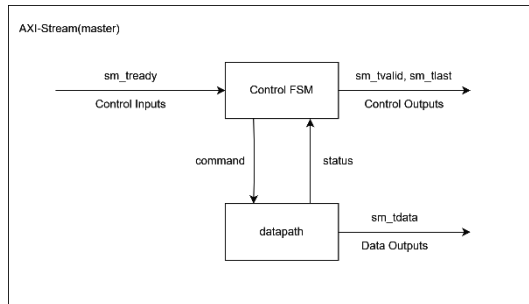 AXI-Stream(master)
sm_tready
Control Inputs
Control FSM
sm_tvalid, sm_tlast
Control Outputs
command
status
datapath
sm_tdata
Data Outputs